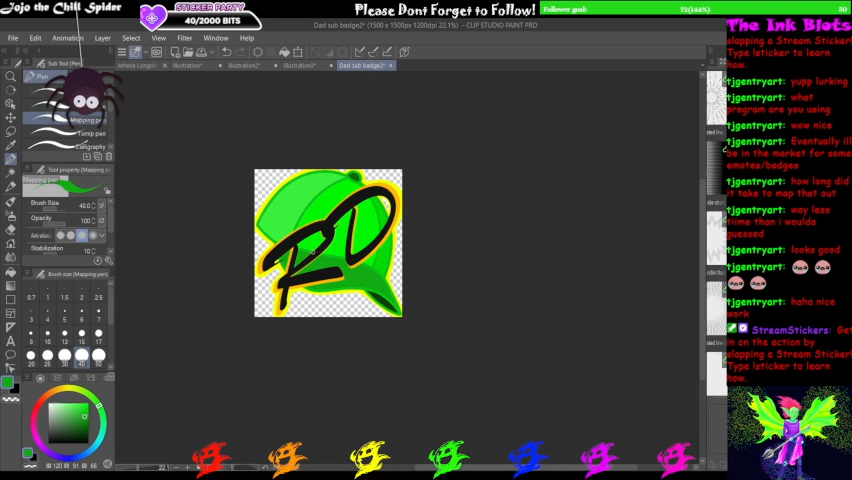 Jojo the Chill Spider
STICKER PARTY
40/2000 BITS
Please Dont Forget to Follow!
Follower goal:
72(144%)
50
Dad sub badge2* (1500 x 1500px 1200dpi 22.1%) - CLIP STUDIO PAINT PRO
File
Edit
Animation
Layer
Select
View
Filter
Window
Help
Sub Tool [Pen]
Illustration*
Illustration2*
Illustration3*
Dad sub badge2*
Pen
Mapping pen
Turnip pen
Calligraphy
Tool property [Mapping pen]
Mapping pen
Brush Size
40.0
Opacity
100
Stabilization
10
Brush size [Mapping pen]
0.7
1
1.5
2
2.5
3
4
5
6
7
8
10
12
15
17
20
25
30
40
50
RD
22.1
The Ink Blots
slapping a Stream Sticker!
Type !sticker to learn
how.
tjgentryart: yupp lurking
tjgentryart: what
program are you using
tjgentryart: wow nice
tjgentryart: Eventually ill
be in the market for some
emotes/badges
tjgentryart: how long did
it take to map that out
tjgentryart: way less
tiime than i woulda
guessed
tjgentryart: looks good
tjgentryart:
tjgentryart: haha nice
work
StreamStickers: Get
in on the action by
slapping a Stream Sticker!
Type !sticker to learn
how.